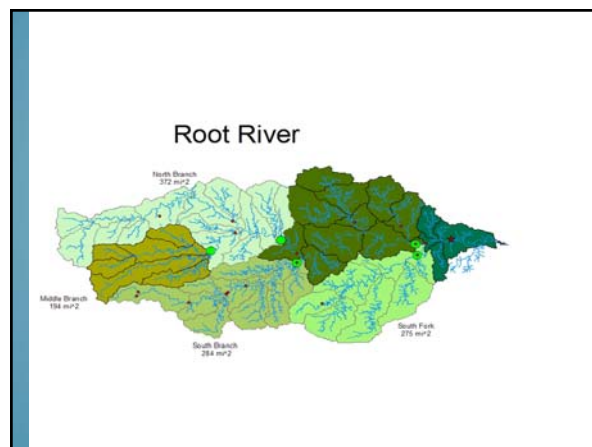 Root River
North Branch
372 mi^2
Middle Branch
194 mi^2
South Branch
284 mi^2
South Fork
275 mi^2